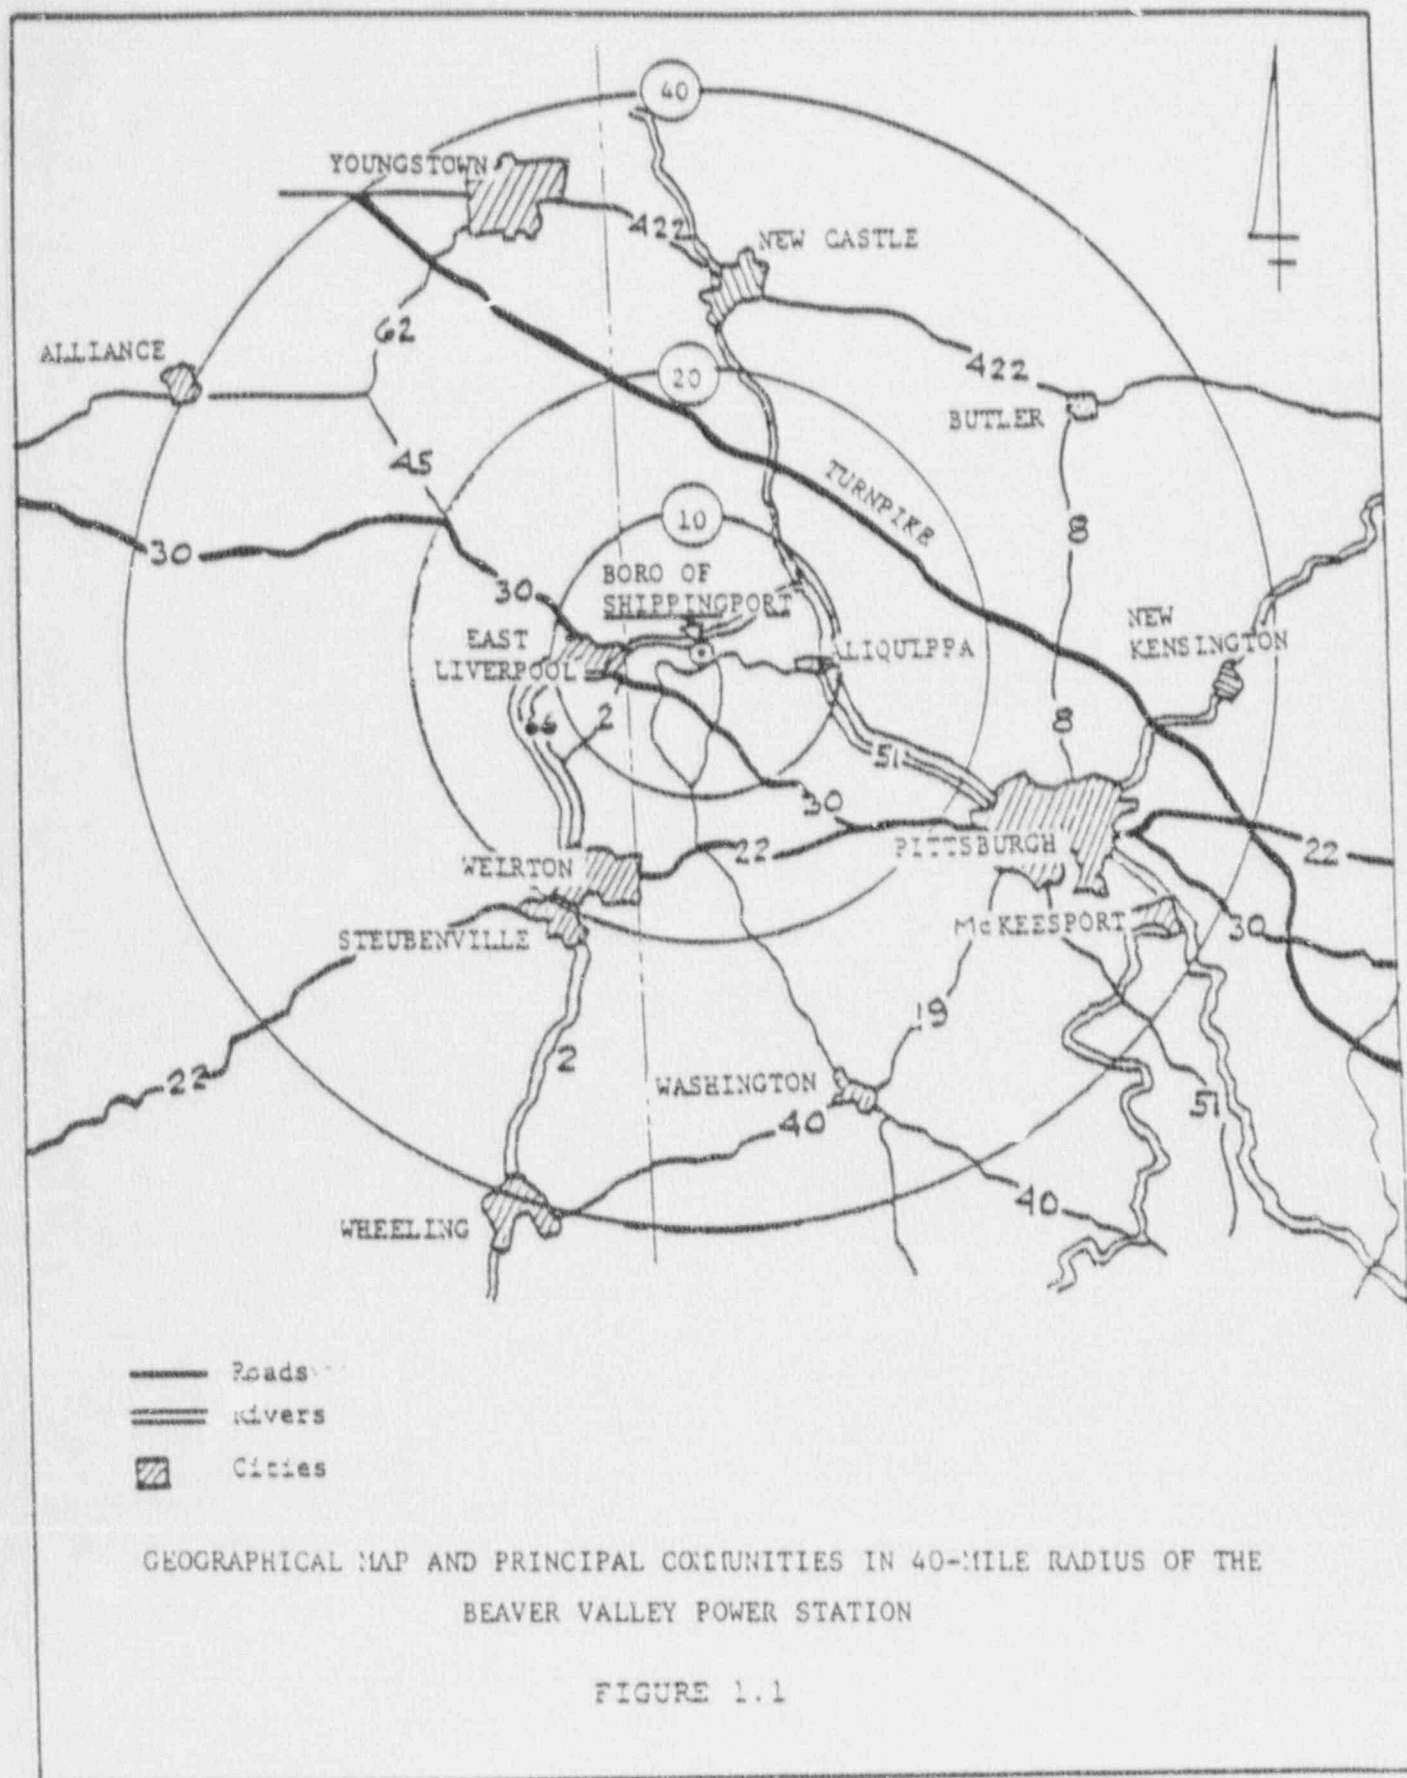 40
YOUNGSTOWN
422
NEW CASTLE
62
ALLIANCE
20
422
BUTLER
45
TURNPIKE
10
8
30
30
BORO OF
SHIPPINGPORT
NEW
KENSINGTON
EAST
LIVERPOOL
ALIQUIPPA
66
2
8
51
30
22
PITTSBURGH
22
WEIRTON
STEUBENVILLE
McKEESPORT
30
19
2
22
WASHINGTON
51
40
40
WHEELING
Roads
Rivers
Cities
GEOGRAPHICAL MAP AND PRINCIPAL COMMUNITIES IN 40-MILE RADIUS OF THE
BEAVER VALLEY POWER STATION
FIGURE 1.1